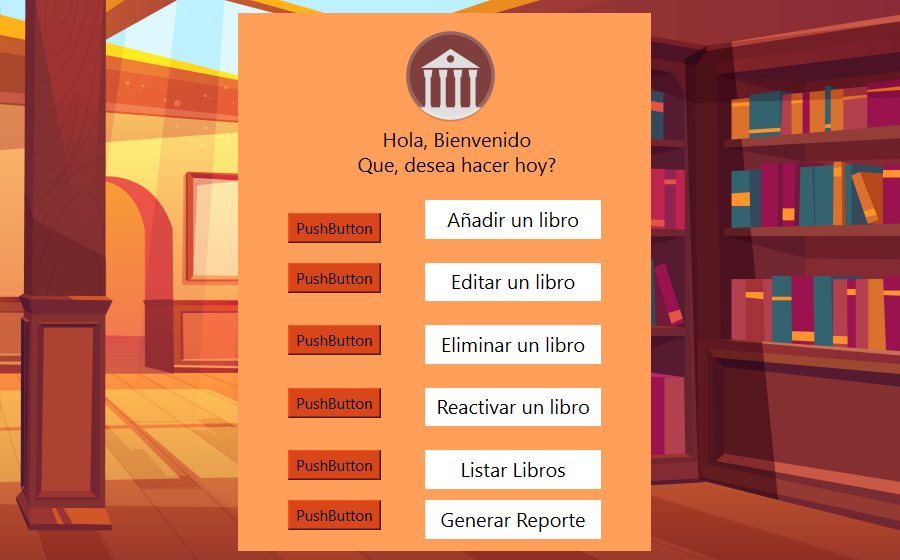 Hola, Bienvenido
Que, desea hacer hoy?
PushButton
Añadir un libro
PushButton
Editar un libro
PushButton
Eliminar un libro
PushButton
Reactivar un libro
PushButton
Listar Libros
PushButton
Generar Reporte